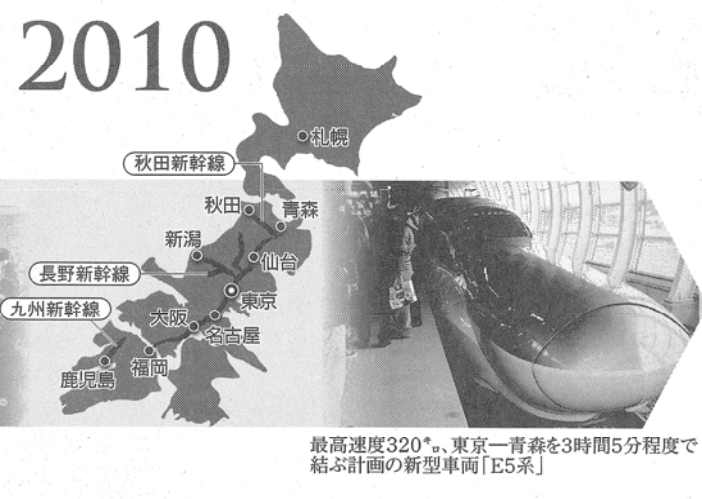 2010
札幌
秋田新幹線
秋田
青森
新潟
仙台
長野新幹線
東京
九州新幹線
大阪
名古屋
福岡
鹿児島
最高速度320㌔、東京―青森を3時間5分程度で
結ぶ計画の新型車両「E5系」